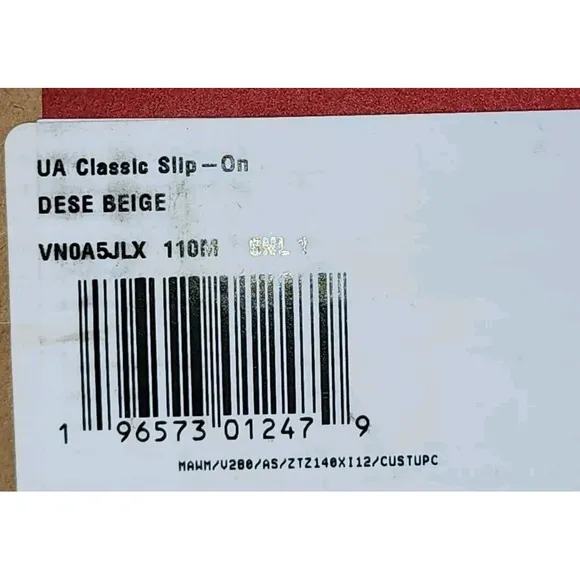 UA Classic Slip-On
DESE BEIGE
VN0A5JLX 110M
1 96573 01247 9
MAWM/V280/AS/ZTZ140XI12/CUSTUPC